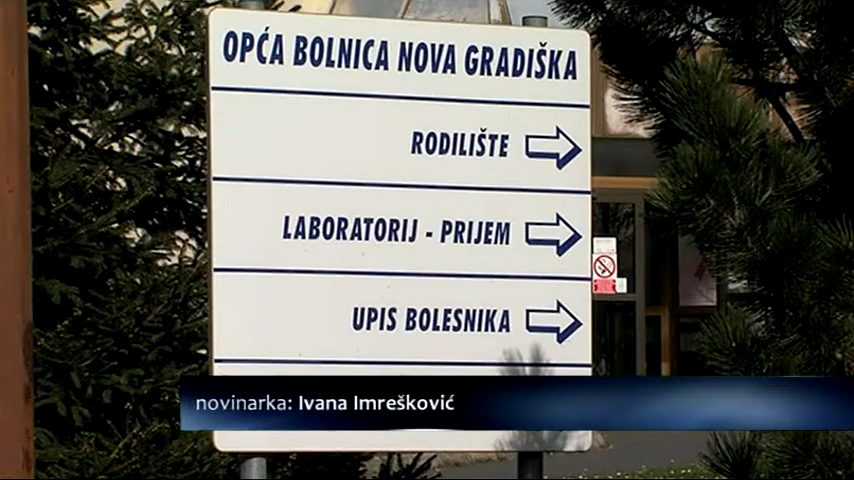 OPĆA BOLNICA NOVA GRADIŠKA
RODILIŠTE
LABORATORIJ - PRIJEM
UPIS BOLESNIKA
novinarka: Ivana Imrešković